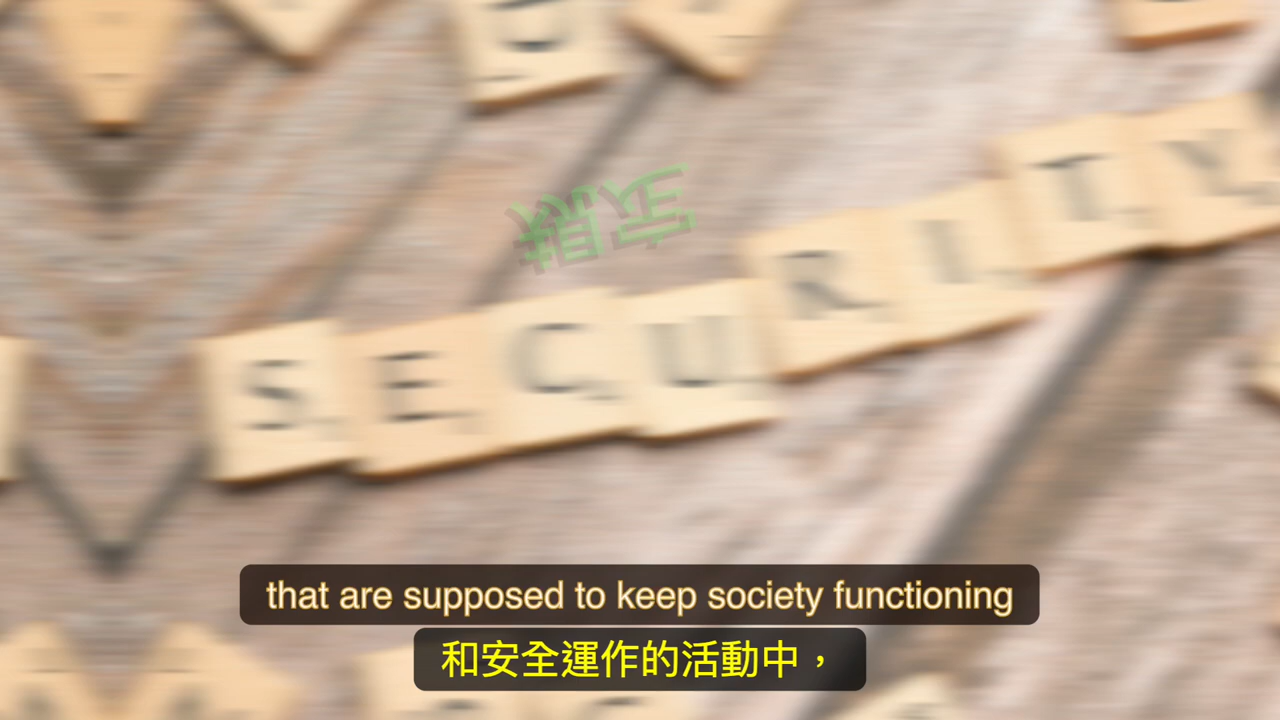 SECURITY
that are supposed to keep society functioning
和安全運作的活動中，